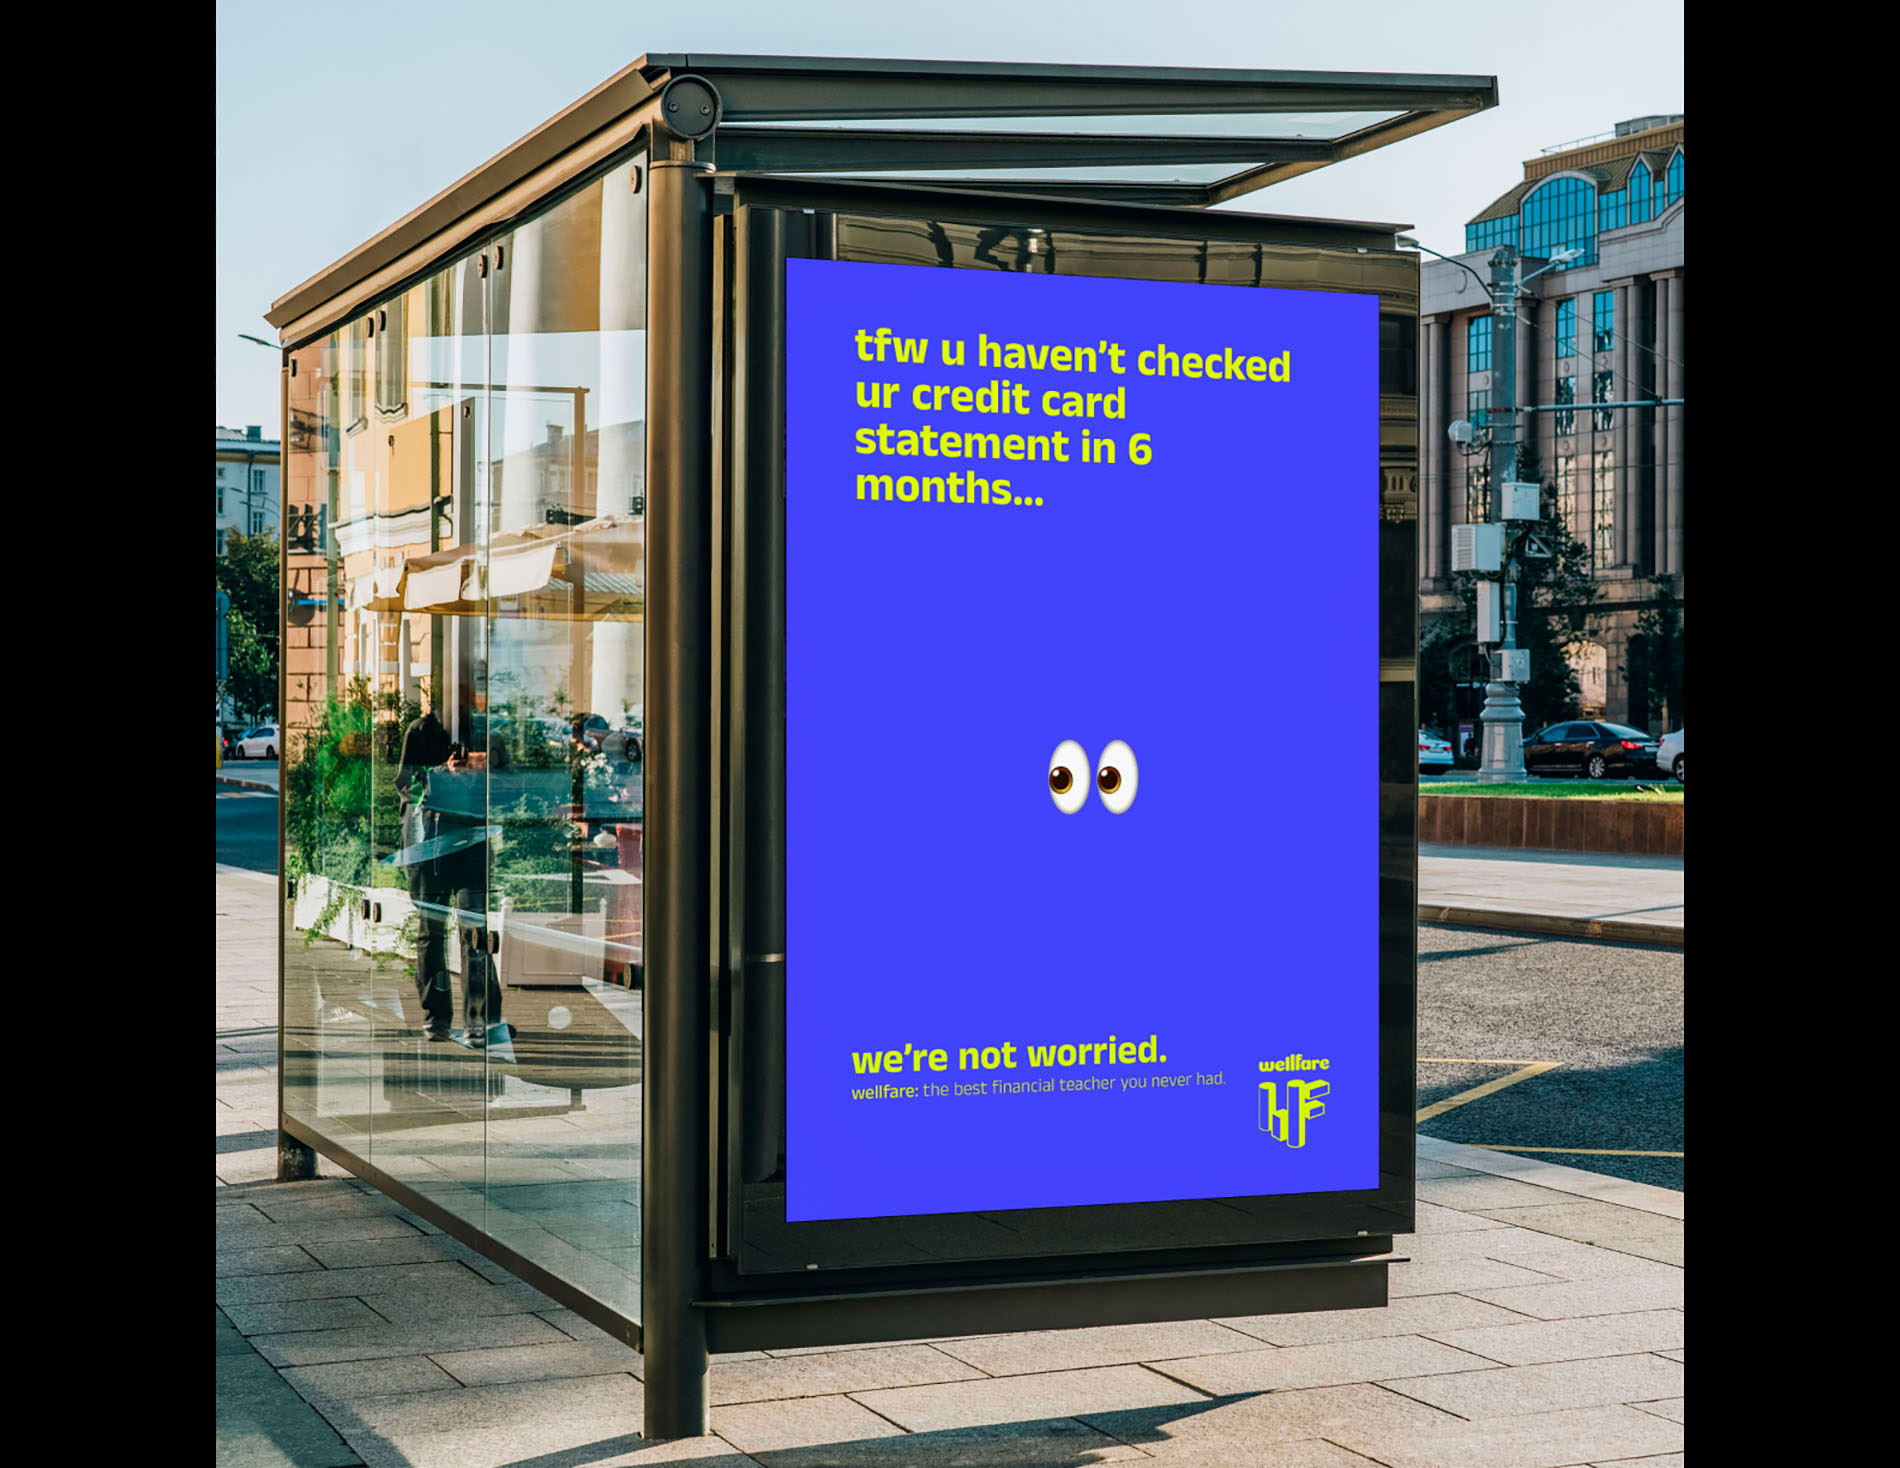 tfw u haven’t checked
ur credit card
statement in 6
months...
we’re not worried.
wellfare: the best financial teacher you never had.
wellfare
WF